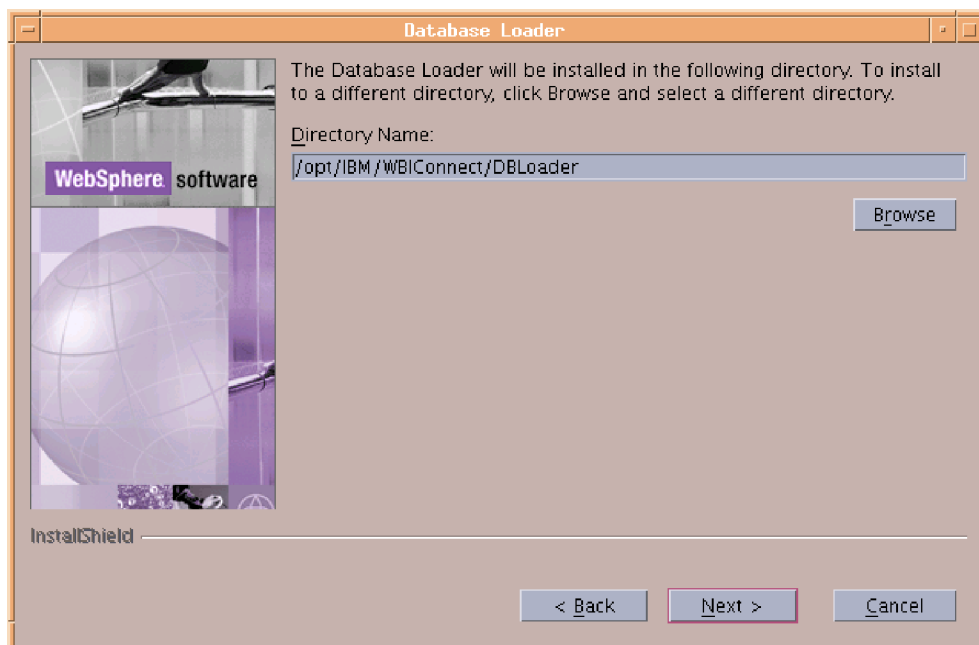 Database Loader
The Database Loader will be installed in the following directory. To install
to a different directory, click Browse and select a different directory.
Directory Name:
/opt/IBM/WBIConnect/DBLoader
WebSphere software
Browse
InstallShield
< Back
Next >
Cancel